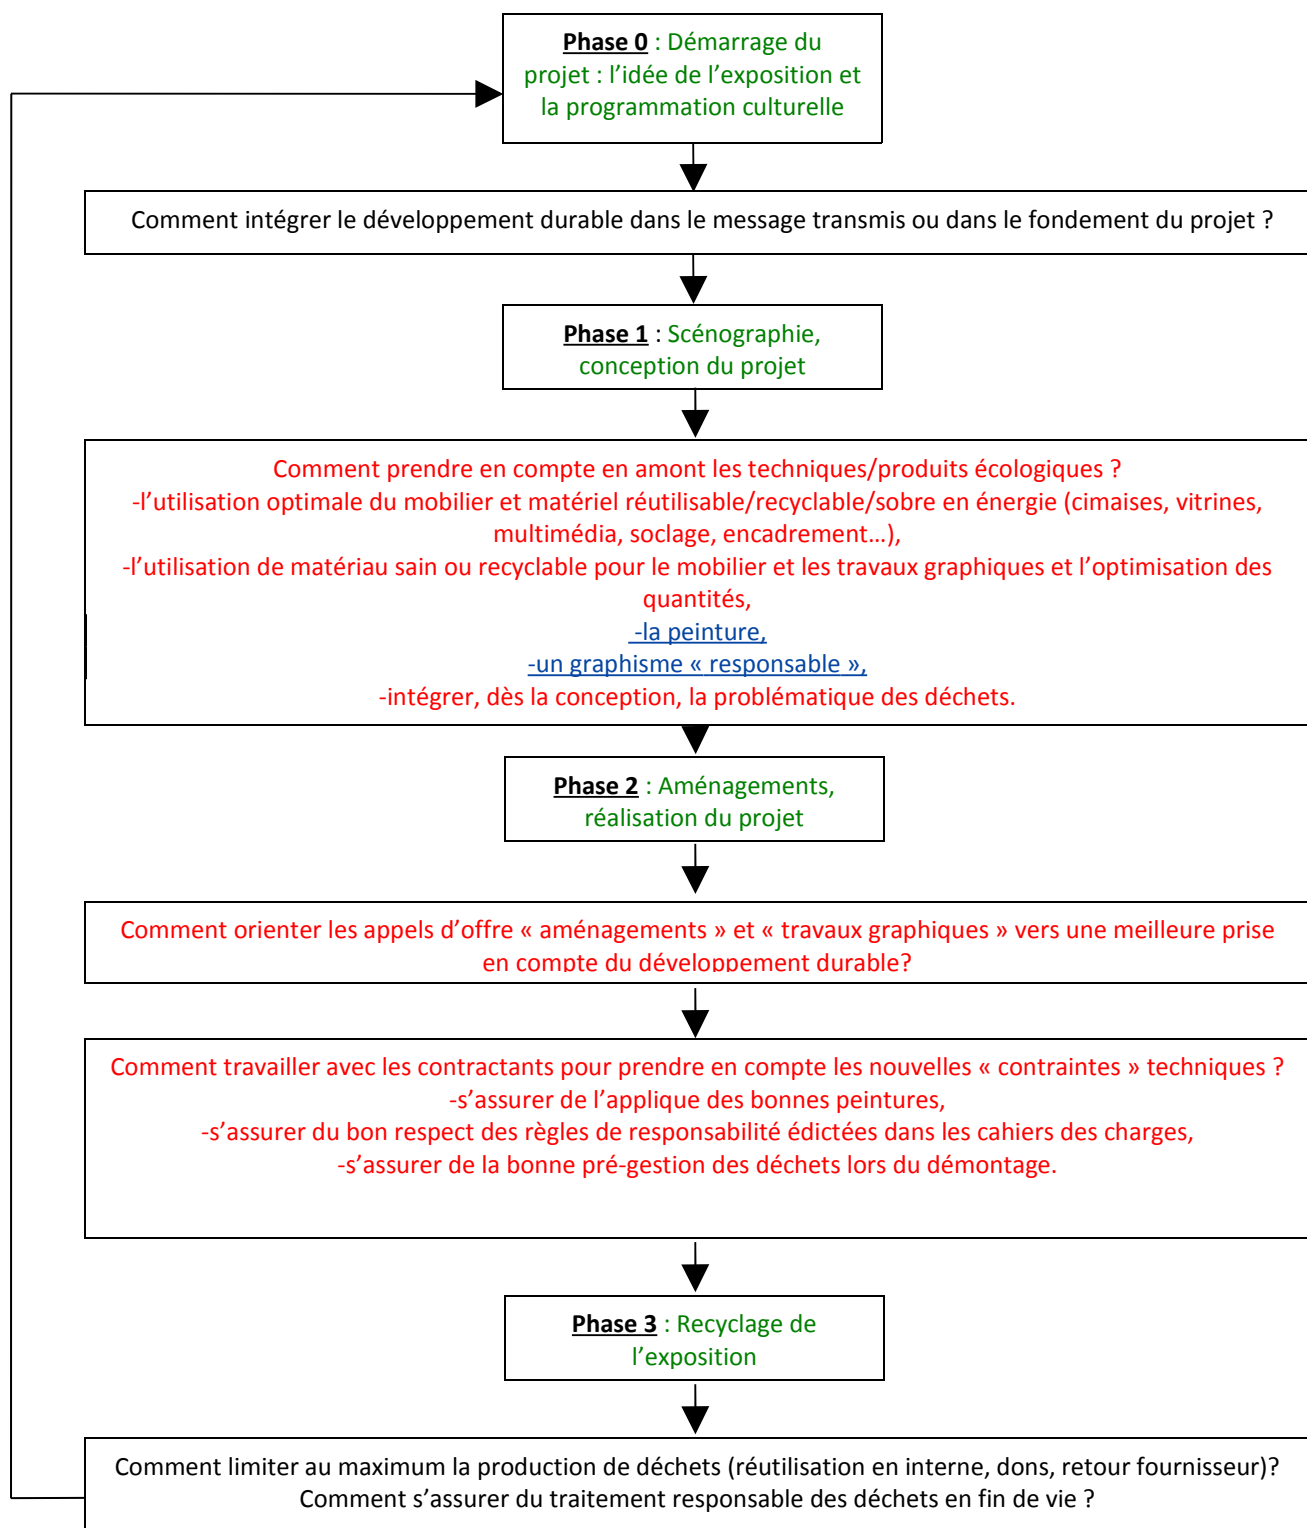 Phase 0 : Démarrage du
projet : l’idée de l’exposition et
la programmation culturelle
Comment intégrer le développement durable dans le message transmis ou dans le fondement du projet ?
Phase 1 : Scénographie,
conception du projet
Comment prendre en compte en amont les techniques/produits écologiques ?
-l’utilisation optimale du mobilier et matériel réutilisable/recyclable/sobre en énergie (cimaises, vitrines,
multimédia, soclage, encadrement…),
-l’utilisation de matériau sain ou recyclable pour le mobilier et les travaux graphiques et l’optimisation des
quantités,
-la peinture,
-un graphisme « responsable »,
-intégrer, dès la conception, la problématique des déchets.
Phase 2 : Aménagements,
réalisation du projet
Comment orienter les appels d’offre « aménagements » et « travaux graphiques » vers une meilleure prise
en compte du développement durable?
Comment travailler avec les contractants pour prendre en compte les nouvelles « contraintes » techniques ?
-s’assurer de l’applique des bonnes peintures,
-s’assurer du bon respect des règles de responsabilité édictées dans les cahiers des charges,
-s’assurer de la bonne pré-gestion des déchets lors du démontage.
Phase 3 : Recyclage de
l’exposition
Comment limiter au maximum la production de déchets (réutilisation en interne, dons, retour fournisseur)?
Comment s’assurer du traitement responsable des déchets en fin de vie ?